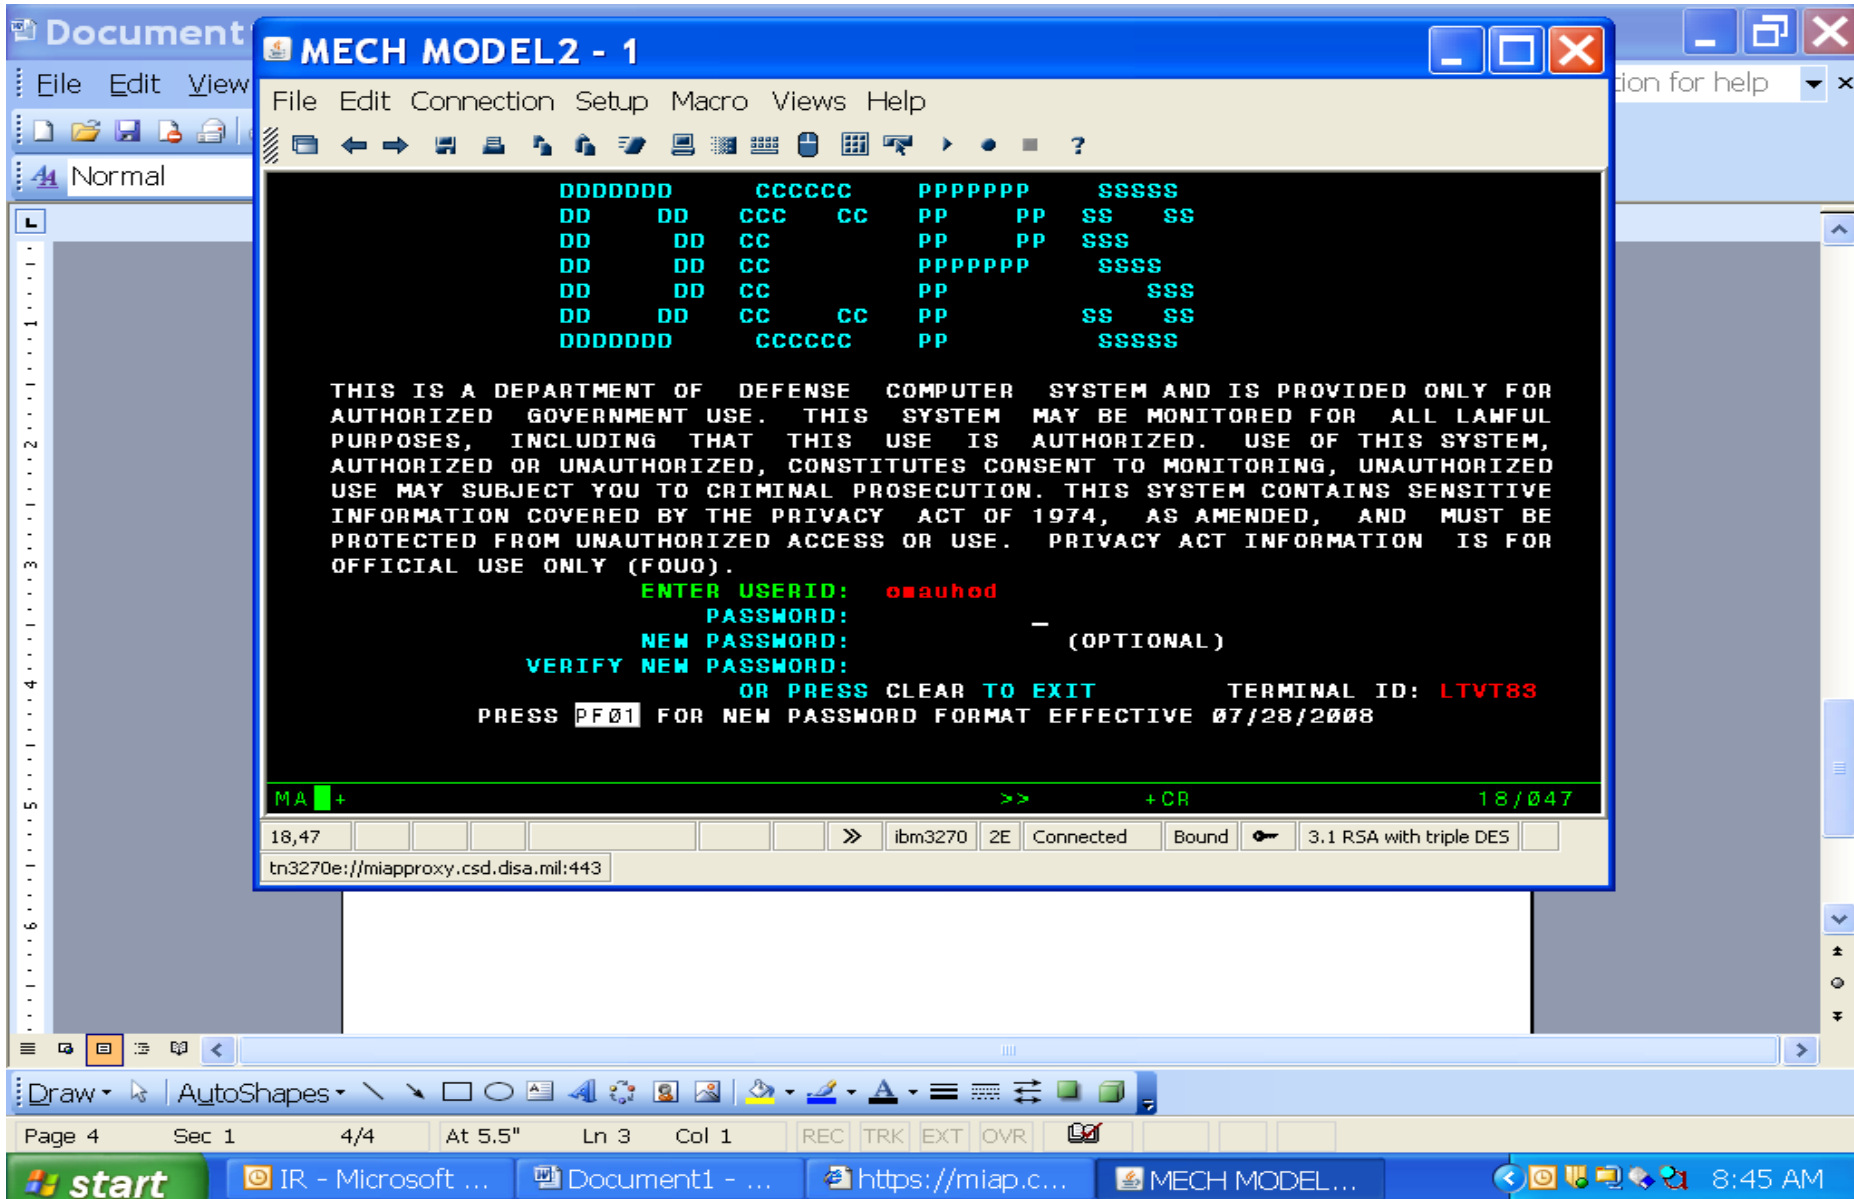 Document
MECH MODEL2 - 1
File Edit View
tion for help
File Edit Connection Setup Macro Views Help
Normal
DDDDDDD CCCCCC PPPPPPP SSSSS
DD DD CCC CC PP PP SS SS
DD DD CC PP PP SSS
DD DD CC PPPPPPP SSSS
DD DD CC PP SSS
DD DD CC CC PP SS SS
DDDDDDD CCCCCC PP SSSSS
THIS IS A DEPARTMENT OF DEFENSE COMPUTER SYSTEM AND IS PROVIDED ONLY FOR
AUTHORIZED GOVERNMENT USE. THIS SYSTEM MAY BE MONITORED FOR ALL LAWFUL
PURPOSES, INCLUDING THAT THIS USE IS AUTHORIZED. USE OF THIS SYSTEM,
AUTHORIZED OR UNAUTHORIZED, CONSTITUTES CONSENT TO MONITORING, UNAUTHORIZED
USE MAY SUBJECT YOU TO CRIMINAL PROSECUTION. THIS SYSTEM CONTAINS SENSITIVE
INFORMATION COVERED BY THE PRIVACY ACT OF 1974, AS AMENDED, AND MUST BE
PROTECTED FROM UNAUTHORIZED ACCESS OR USE. PRIVACY ACT INFORMATION IS FOR
OFFICIAL USE ONLY (FOUO).
ENTER USERID: omauhod
PASSWORD: _
NEW PASSWORD: (OPTIONAL)
VERIFY NEW PASSWORD:
OR PRESS CLEAR TO EXIT TERMINAL ID: LTVT83
PRESS PF01 FOR NEW PASSWORD FORMAT EFFECTIVE 07/28/2008
MA + >> +CR 18/047
18,47 ibm3270 2E Connected Bound 3.1 RSA with triple DES
tn3270e://miapproxy.csd.disa.mil:443
Draw AutoShapes
Page 4 Sec 1 4/4 At 5.5" Ln 3 Col 1 REC TRK EXT OVR
start IR - Microsoft ... Document1 - ... https://miap.c... MECH MODEL... 8:45 AM